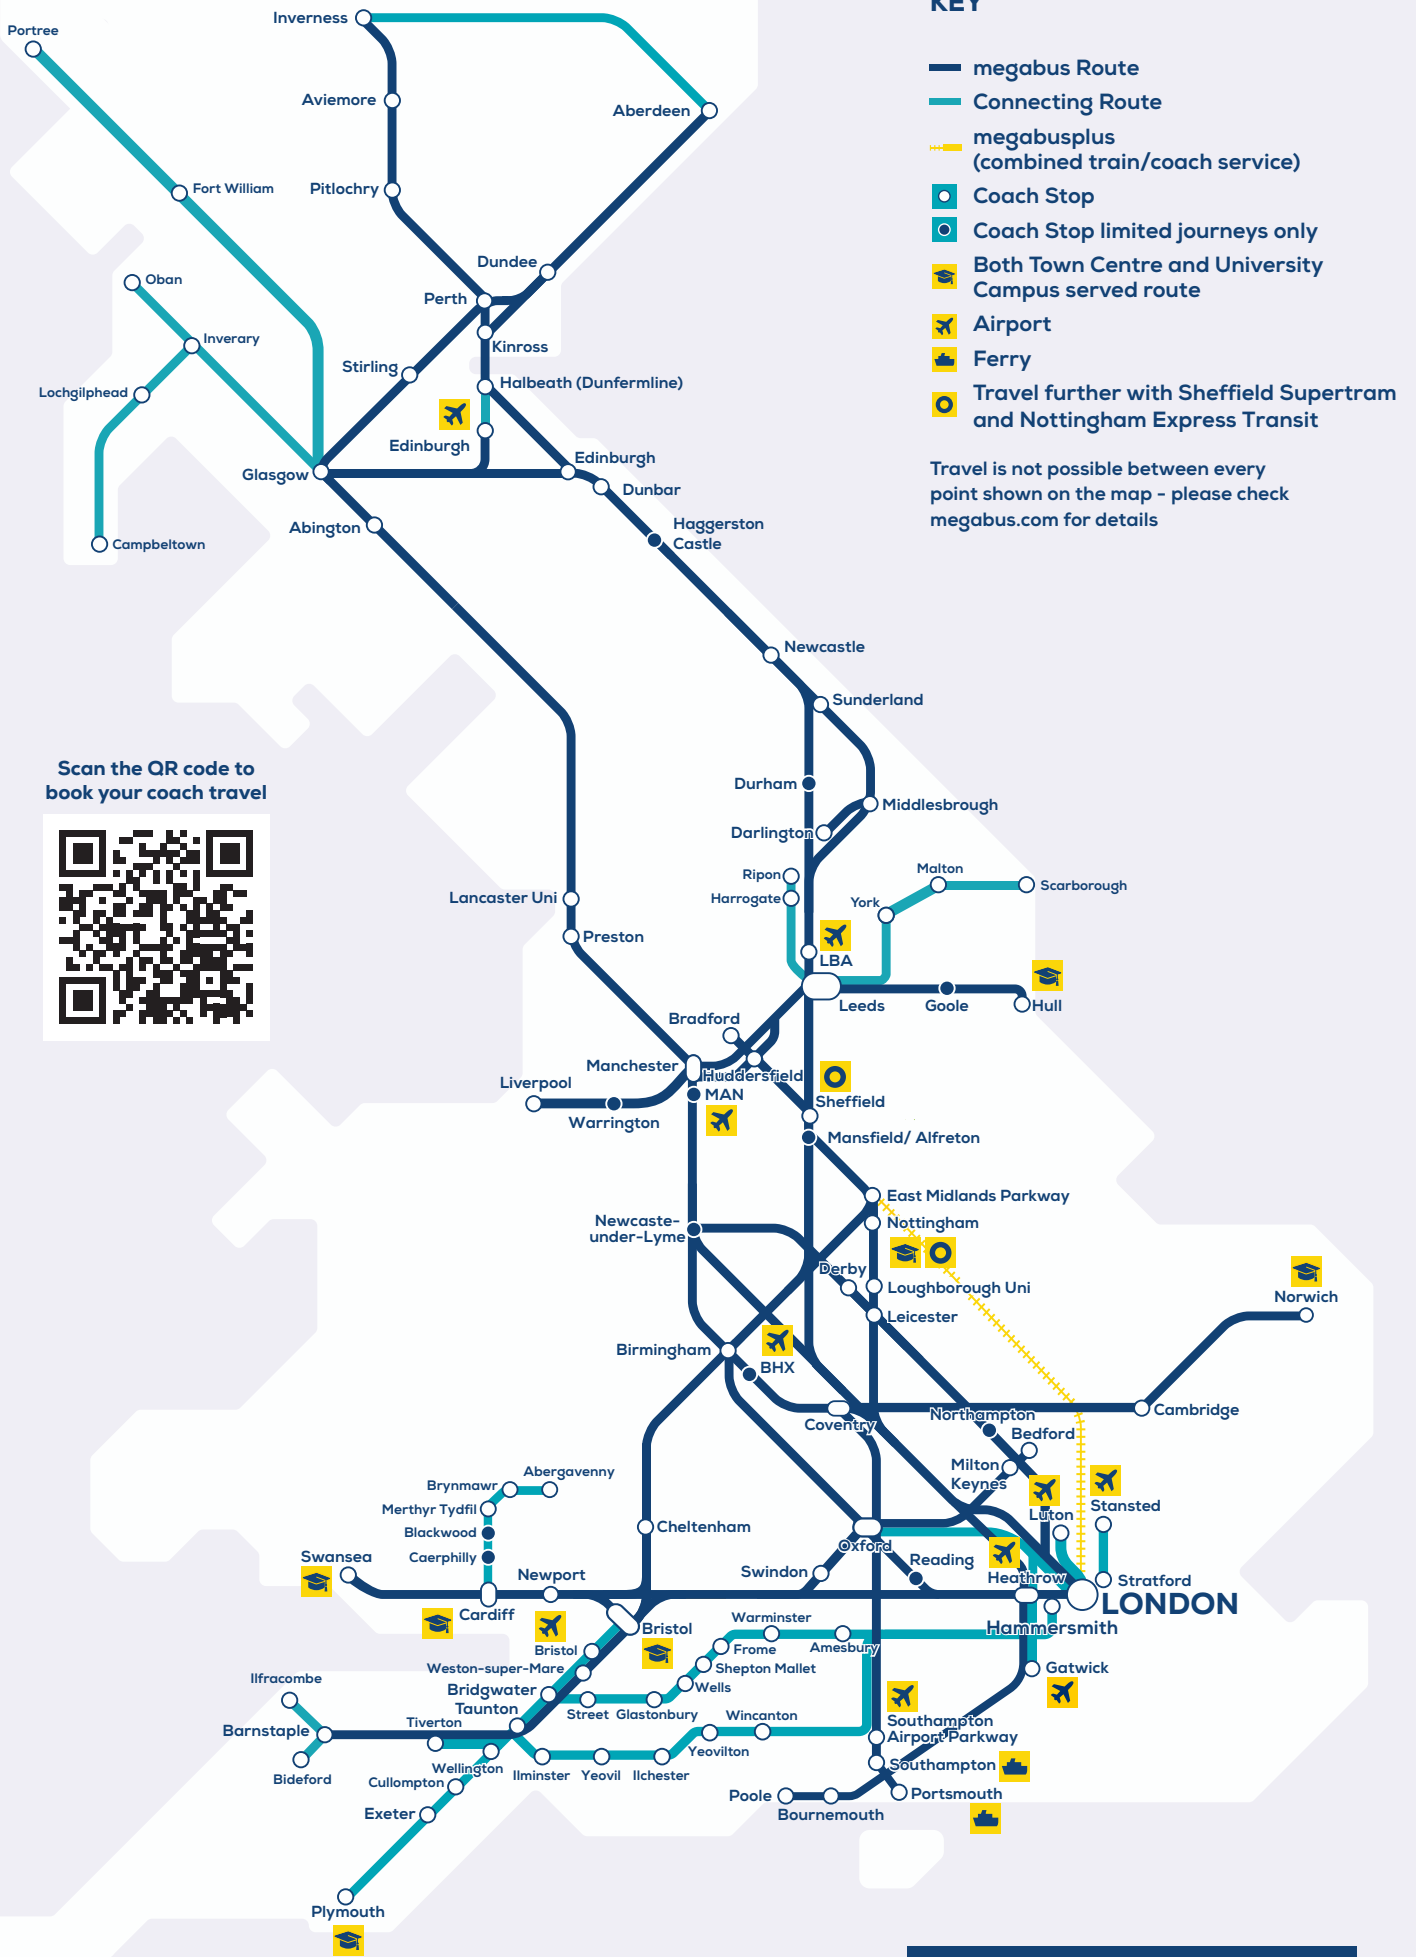 KEY
megabus Route
Connecting Route
megabusplus
(combined train/coach service)
Coach Stop
Coach Stop limited journeys only
Both Town Centre and University
Campus served route
Airport
Ferry
Travel further with Sheffield Supertram
and Nottingham Express Transit
Travel is not possible between every
point shown on the map - please check
megabus.com for details
Inverness
Portree
Aviemore
Aberdeen
Pitlochry
Fort William
Dundee
Oban
Perth
Inverary
Kinross
Stirling
Halbeath (Dunfermline)
Lochgilphead
Edinburgh
Edinburgh
Glasgow
Dunbar
Abington
Haggerston
Castle
Campbeltown
Newcastle
Sunderland
Scan the QR code to
book your coach travel
Durham
Middlesbrough
Darlington
Ripon
Malton
Harrogate
Scarborough
Lancaster Uni
York
Preston
LBA
Leeds
Goole
Hull
Bradford
Manchester
Huddersfield
Liverpool
MAN
Sheffield
Warrington
Mansfield/ Alfreton
East Midlands Parkway
Newcaste-
under-Lyme
Nottingham
Derby
Loughborough Uni
Norwich
Leicester
Birmingham
BHX
Cambridge
Northampton
Coventry
Bedford
Milton
Keynes
Abergavenny
Brynmawr
Merthyr Tydfil
Stansted
Luton
Blackwood
Cheltenham
Oxford
Caerphilly
Swansea
Reading
Newport
Swindon
Heathrow
Stratford
LONDON
Cardiff
Warminster
Hammersmith
Bristol
Bristol
Frome
Amesbury
Weston-super-Mare
Shepton Mallet
Gatwick
Ilfracombe
Wells
Bridgwater
Taunton
Street
Glastonbury
Wincanton
Southampton
Airport Parkway
Tiverton
Barnstaple
Yeovilton
Wellington
Southampton
Bideford
Cullompton
Ilminster
Yeovil
Ilchester
Poole
Portsmouth
Exeter
Bournemouth
Plymouth